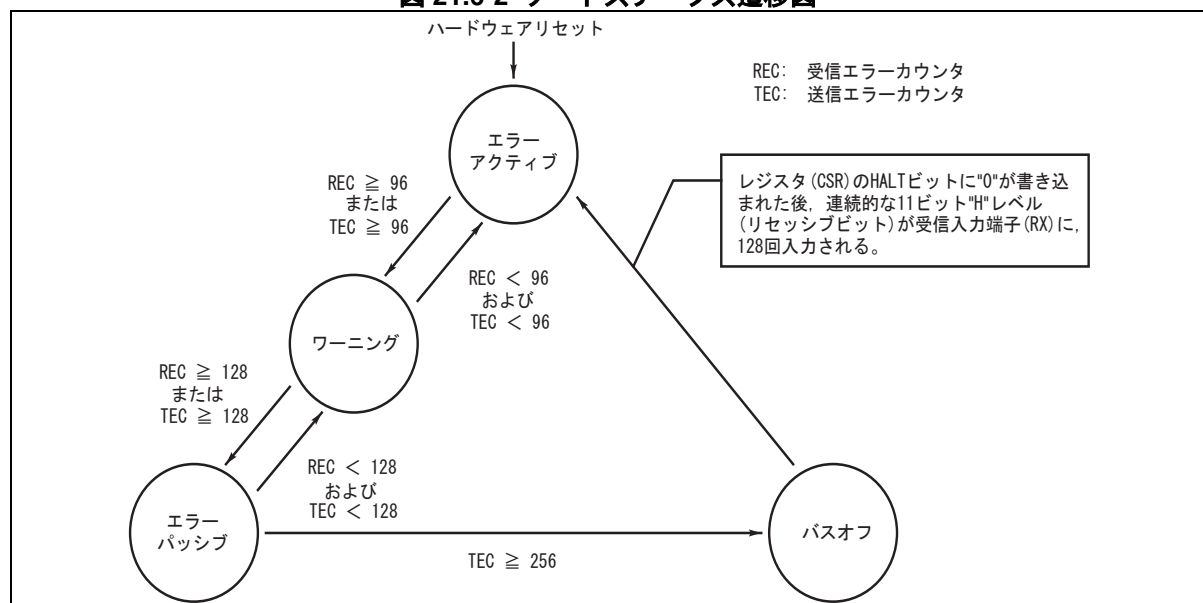 ハードウェアリセット
REC: 受信エラーカウンタ
TEC: 送信エラーカウンタ
エラー
アクティブ
レジスタ(CSR)のHALTビットに"0"が書き込
まれた後，連続的な11ビット"H"レベル
(リセッシブビット)が受信入力端子(RX)に，
128回入力される。
REC ≧ 96
または
TEC ≧ 96
REC < 96
および
TEC < 96
ワーニング
REC ≧ 128
または
TEC ≧ 128
REC < 128
および
TEC < 128
エラー
パッシブ
バスオフ
TEC ≧ 256